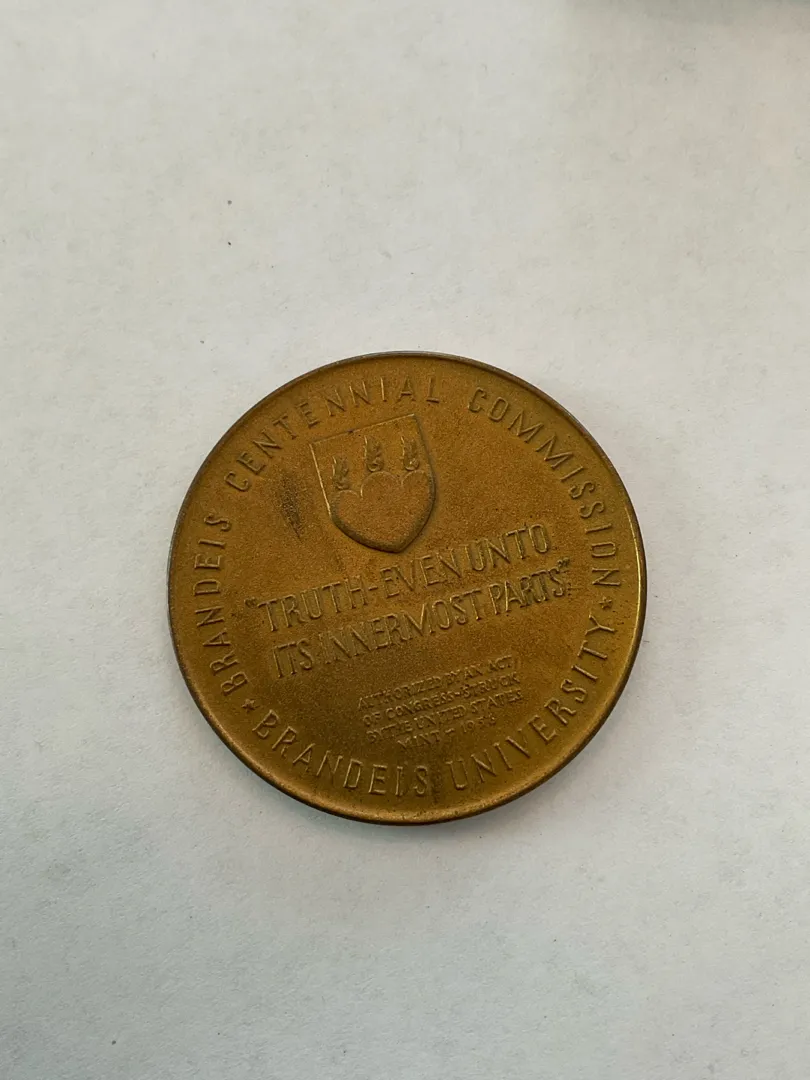 BRANDEIS CENTENNIAL COMMISSION
"TRUTH-EVEN UNTO
ITS INNERMOST PARTS"
AUTHORIZED BY AN ACT
OF CONGRESS-STRUCK
BY THE UNITED STATES
MINT - 1956
★ BRANDEIS UNIVERSITY ★